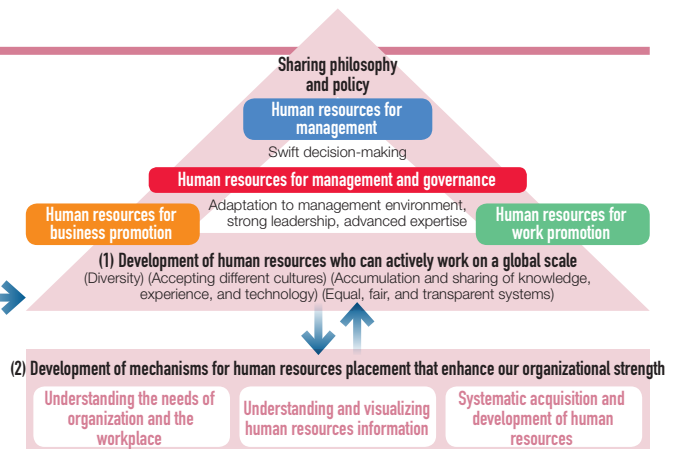 Sharing philosophy
and policy
Human resources for
management
Swift decision-making
Human resources for management and governance
Adaptation to management environment,
strong leadership, advanced expertise
Human resources for
business promotion
Human resources for
work promotion
(1) Development of human resources who can actively work on a global scale
(Diversity) (Accepting different cultures) (Accumulation and sharing of knowledge,
experience, and technology) (Equal, fair, and transparent systems)
(2) Development of mechanisms for human resources placement that enhance our organizational strength
Understanding the needs of
organization and the
workplace
Understanding and visualizing
human resources information
Systematic acquisition and
development of human
resources